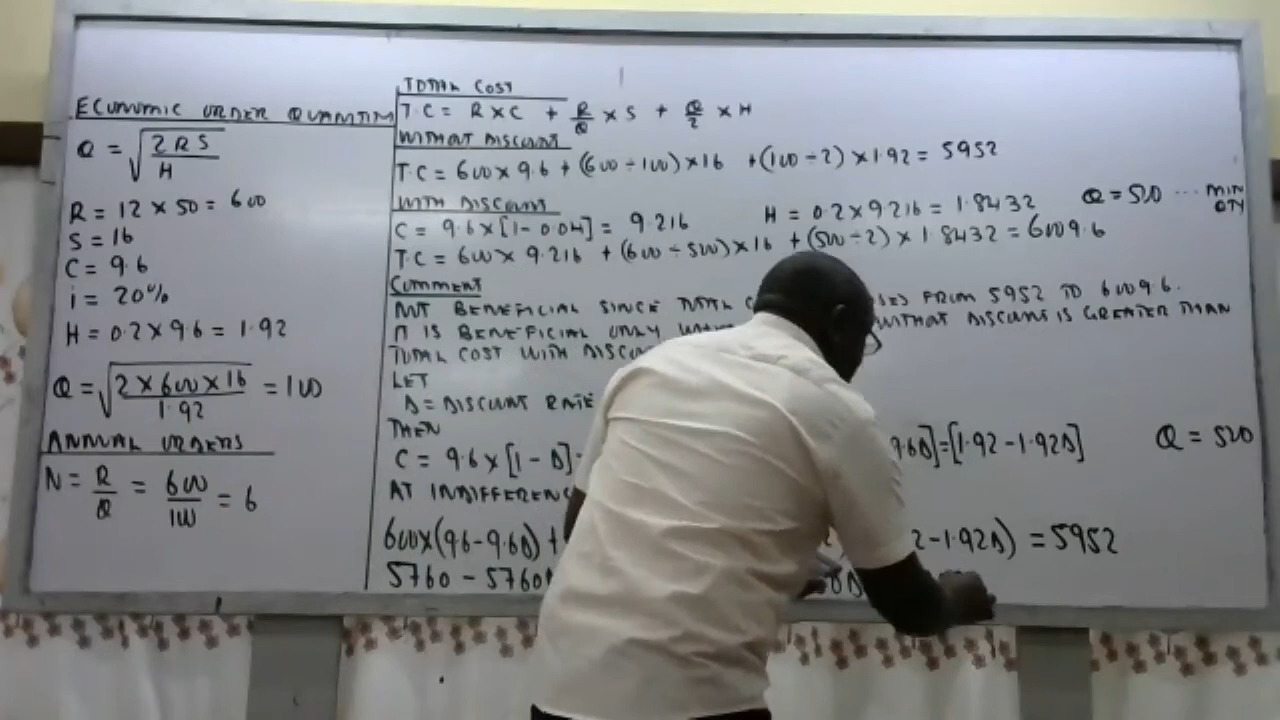 ECONOMIC ORDER QUANTITY
Q = √(2RS/H)
R = 12 × 50 = 600
S = 16
C = 9.6
i = 20%
H = 0.2 × 9.6 = 1.92
Q = √(2 × 600 × 16/1.92) = 100
ANNUAL ORDERS
N = R/Q = 600/100 = 6
TOTAL COST
T.C = R × C + R/Q × S + Q/2 × H
WITHOUT DISCOUNT
T.C = 600 × 9.6 + (600 ÷ 100) × 16 + (100 ÷ 2) × 1.92 = 5952
WITH DISCOUNT
C = 9.6 × [1 - 0.04] = 9.216 H = 0.2 × 9.216 = 1.8432 Q = 500 ... MIN QTY
T.C = 600 × 9.216 + (600 ÷ 500) × 16 + (500 ÷ 2) × 1.8432 = 6009.6
COMMENT
NOT BENEFICIAL SINCE TOTAL FROM 5952 TO 6009.6.
IT IS BENEFICIAL ONLY WITHOUT DISCOUNT IS GREATER THAN
TOTAL COST WITH
LET
D = DISCOUNT RATE
THEN
C = 9.6 × [1 - D] 9.6D] = [1.92 - 1.92D] Q = 500
AT
600 × (9.6 - 9.6D) + 2 - 1.92D) = 5952
5760 - 5760